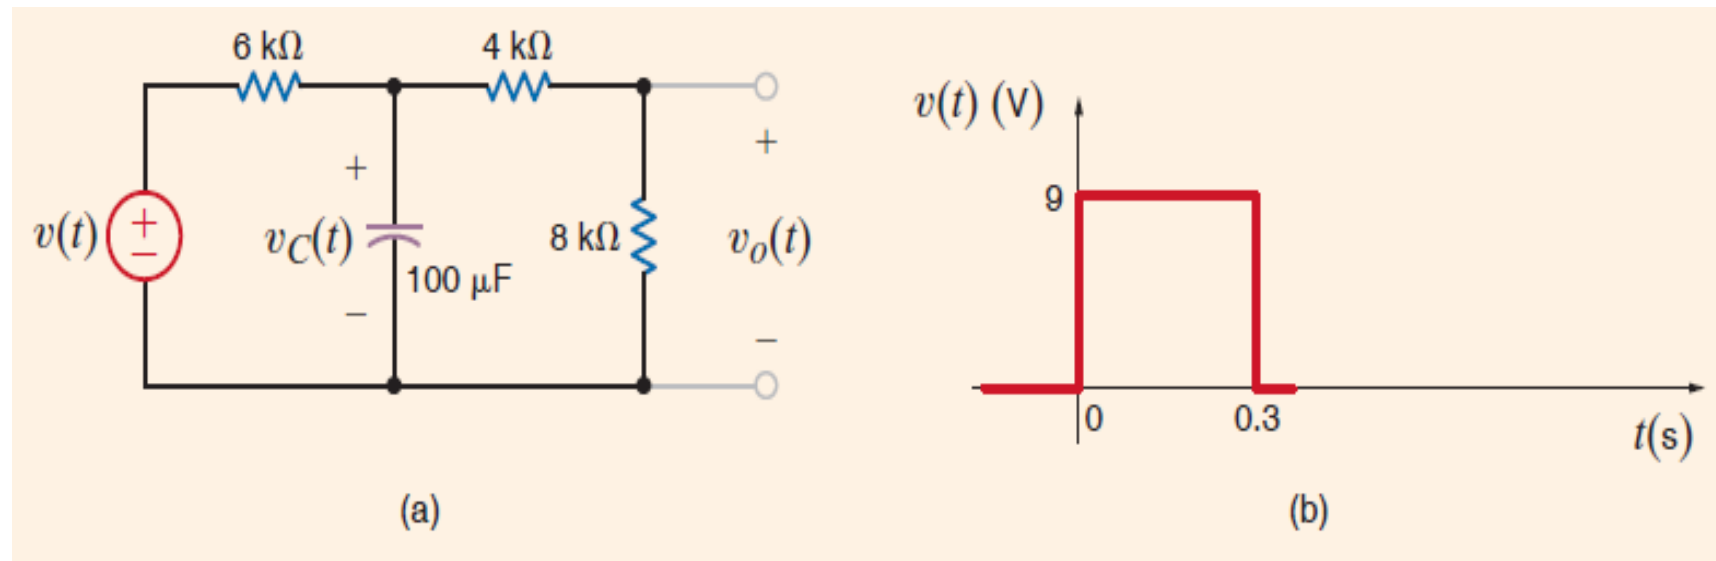 6 kΩ
4 kΩ
v(t)
+
−
+
vC(t)
−
100 μF
8 kΩ
+
vo(t)
−
(a)
v(t) (V)
9
0
0.3
t(s)
(b)